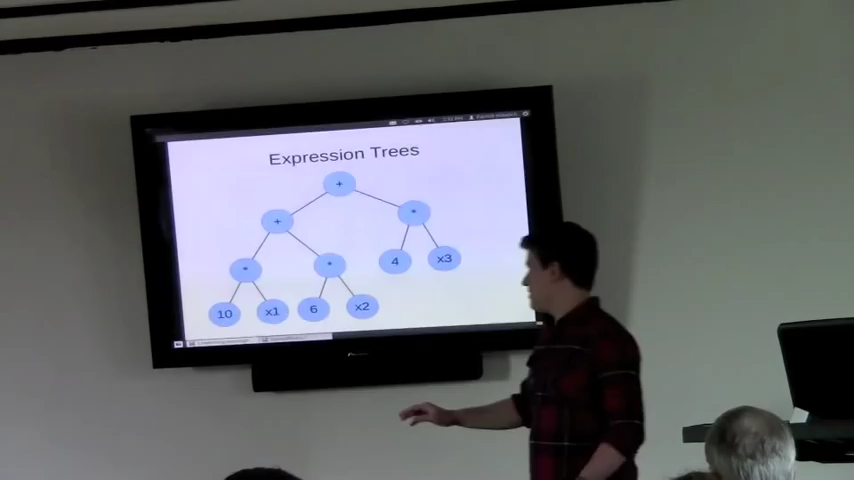 Expression Trees
+
+ *
* * 4 x3
10 x1 6 x2